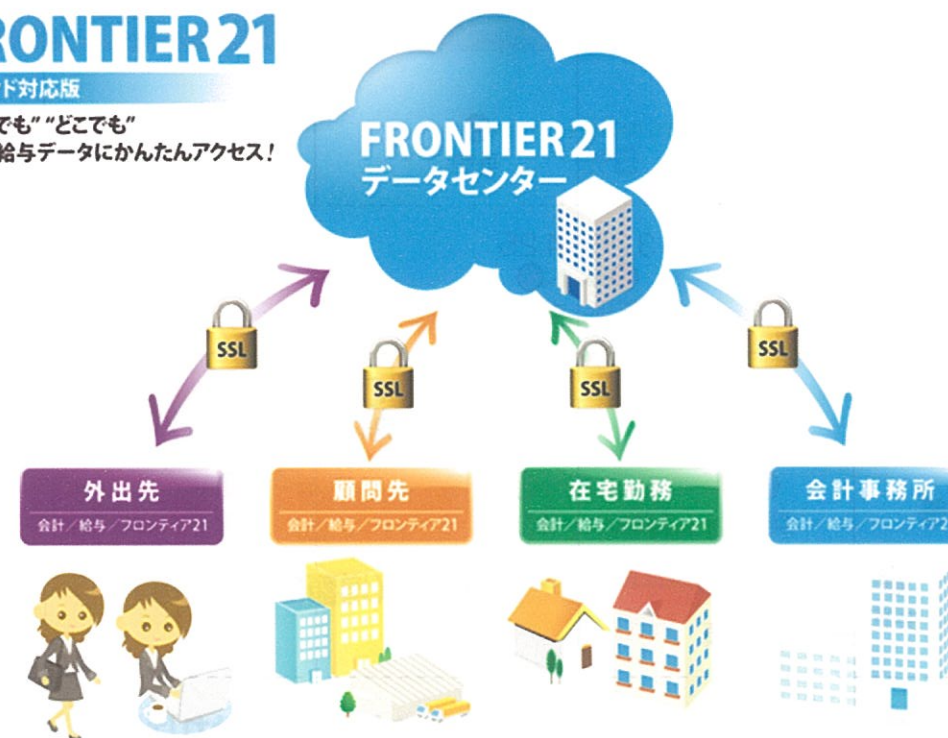 RONTIER 21
ド対応版
でも” “どこでも”
給与データにかんたんアクセス!
FRONTIER 21
データセンター
SSL
SSL
SSL
SSL
外出先
会計／給与／フロンティア21
顧問先
会計／給与／フロンティア21
在宅勤務
会計／給与／フロンティア21
会計事務所
会計／給与／フロンティア2